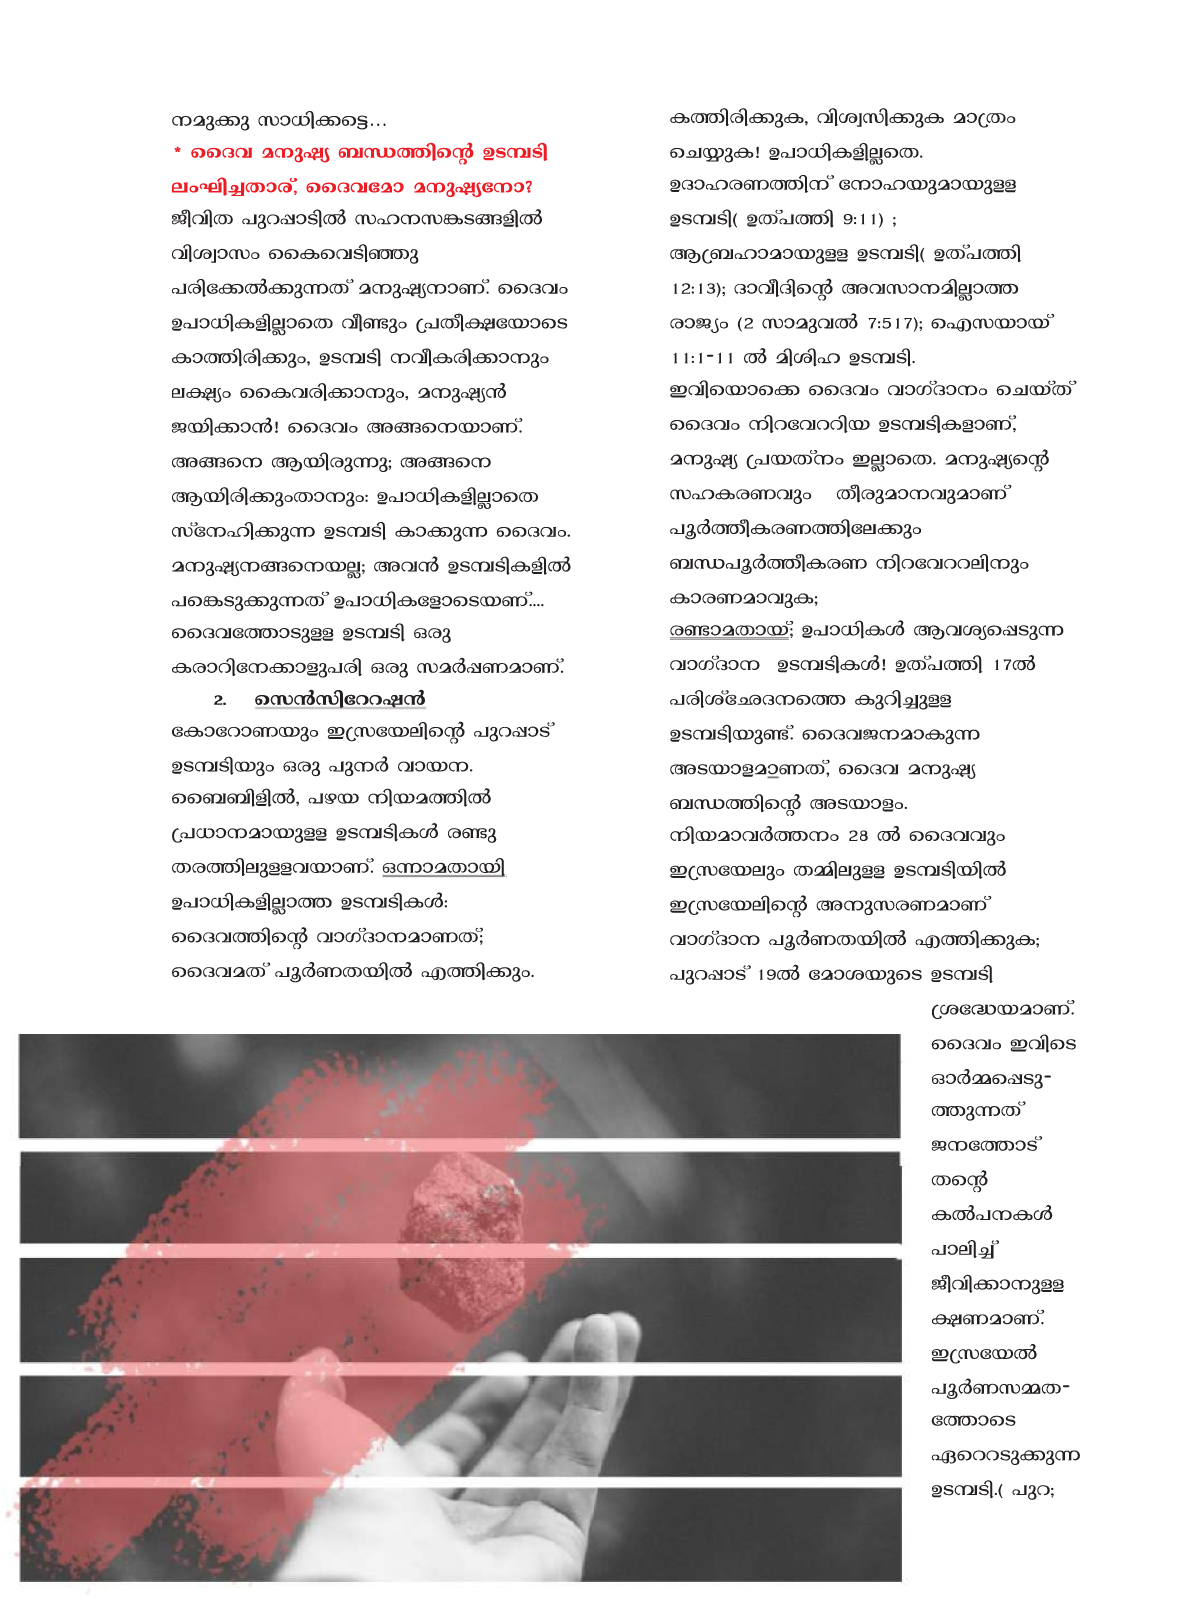 നമുക്കു സാധിക്കട്ടെ...
* ദൈവ മനുഷ്യ ബന്ധത്തിന്റെ ഉടമ്പടി
ലംഘിച്ചതാര്, ദൈവമോ മനുഷ്യനോ?
ജീവിത പുറപ്പാടിൽ സഹനസങ്കടങ്ങളിൽ
വിശ്വാസം കൈവെടിഞ്ഞു
പരിക്കേൽക്കുന്നത് മനുഷ്യനാണ്. ദൈവം
ഉപാധികളില്ലാതെ വീണ്ടും പ്രതീക്ഷയോടെ
കാത്തിരിക്കും, ഉടമ്പടി നവീകരിക്കാനും
ലക്ഷ്യം കൈവരിക്കാനും, മനുഷ്യൻ
ജയിക്കാൻ! ദൈവം അങ്ങനെയാണ്.
അങ്ങനെ ആയിരുന്നു; അങ്ങനെ
ആയിരിക്കുംതാനും: ഉപാധികളില്ലാതെ
സ്നേഹിക്കുന്ന ഉടമ്പടി കാക്കുന്ന ദൈവം.
മനുഷ്യനങ്ങനെയല്ല; അവൻ ഉടമ്പടികളിൽ
പങ്കെടുക്കുന്നത് ഉപാധികളോടെയണ്....
ദൈവത്തോടുളള ഉടമ്പടി ഒരു
കരാറിനേക്കാളുപരി ഒരു സമർപ്പണമാണ്.
2. സെൻസിറേറഷൻ
കോറോണയും ഇസ്രയേലിന്റെ പുറപ്പാട്
ഉടമ്പടിയും ഒരു പുനർ വായന.
ബൈബിളിൽ, പഴയ നിയമത്തിൽ
പ്രധാനമായുളള ഉടമ്പടികൾ രണ്ടു
തരത്തിലുളളവയാണ്. ഒന്നാമതായി
ഉപാധികളില്ലാത്ത ഉടമ്പടികൾ:
ദൈവത്തിന്റെ വാഗ്ദാനമാണത്;
ദൈവമത് പൂർണതയിൽ എത്തിക്കും.
കത്തിരിക്കുക, വിശ്വസിക്കുക മാത്രം
ചെയ്യുക! ഉപാധികളില്ലതെ.
ഉദാഹരണത്തിന് നോഹയുമായുളള
ഉടമ്പടി( ഉത്പത്തി 9:11) ;
ആബ്രഹാമായുളള ഉടമ്പടി( ഉത്പത്തി
12:13); ദാവീദിന്റെ അവസാനമില്ലാത്ത
രാജ്യം (2 സാമുവൽ 7:517); ഐസയായ്
11:1-11 ൽ മിശിഹ ഉടമ്പടി.
ഇവിയൊക്കെ ദൈവം വാഗ്ദാനം ചെയ്ത്
ദൈവം നിറവേററിയ ഉടമ്പടികളാണ്,
മനുഷ്യ പ്രയത്നം ഇല്ലാതെ. മനുഷ്യന്റെ
സഹകരണവും തീരുമാനവുമാണ്
പൂർത്തീകരണത്തിലേക്കും
ബന്ധപൂർത്തീകരണ നിറവേററലിനും
കാരണമാവുക;
രണ്ടാമതായ്; ഉപാധികൾ ആവശ്യപ്പെടുന്ന
വാഗ്ദാന ഉടമ്പടികൾ! ഉത്പത്തി 17ൽ
പരിശ്ഛേദനത്തെ കുറിച്ചുളള
ഉടമ്പടിയുണ്ട്. ദൈവജനമാകുന്ന
അടയാളമാണത്, ദൈവ മനുഷ്യ
ബന്ധത്തിന്റെ അടയാളം.
നിയമാവർത്തനം 28 ൽ ദൈവവും
ഇസ്രയേലും തമ്മിലുളള ഉടമ്പടിയിൽ
ഇസ്രയേലിന്റെ അനുസരണമാണ്
വാഗ്ദാന പൂർണതയിൽ എത്തിക്കുക;
പുറപ്പാട് 19ൽ മോശയുടെ ഉടമ്പടി
ശ്രദ്ധേയമാണ്.
ദൈവം ഇവിടെ
ഓർമ്മപ്പെടു-
ത്തുന്നത്
ജനത്തോട്
തന്റെ
കൽപനകൾ
പാലിച്ച്
ജീവിക്കാനുളള
ക്ഷണമാണ്.
ഇസ്രയേൽ
പൂർണസമ്മത-
ത്തോടെ
ഏറെറടുക്കുന്ന
ഉടമ്പടി.( പുറ;